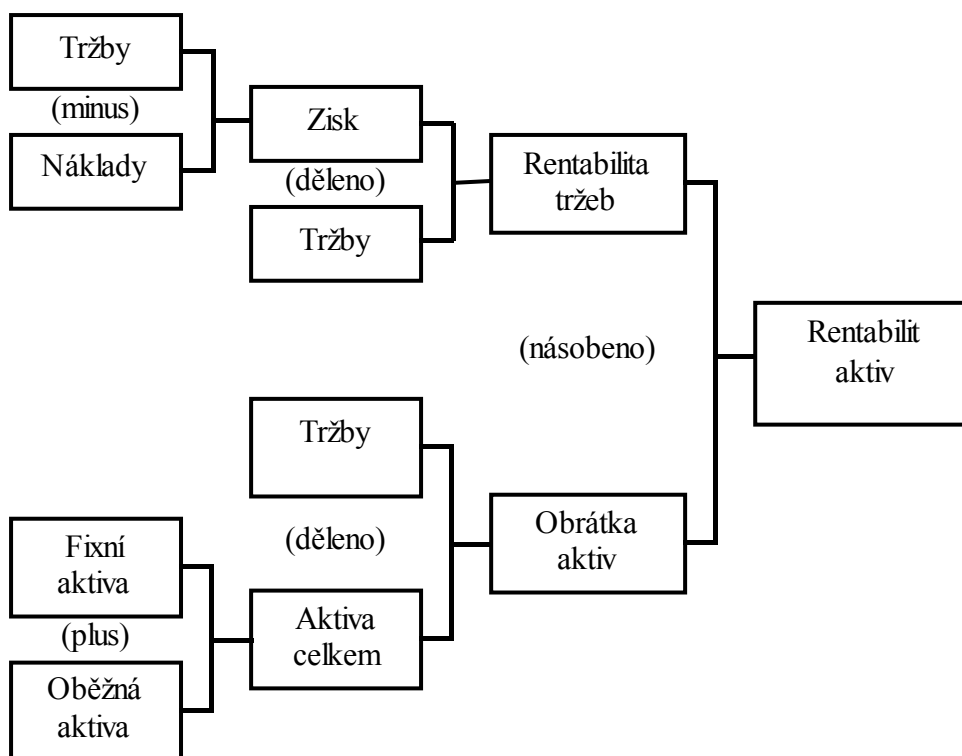 Tržby
(minus)
Náklady
Zisk
(děleno)
Tržby
Rentabilita
tržeb
(násobeno)
Rentabilit
aktiv
Tržby
(děleno)
Obrátka
aktiv
Fixní
aktiva
(plus)
Oběžná
aktiva
Aktiva
celkem